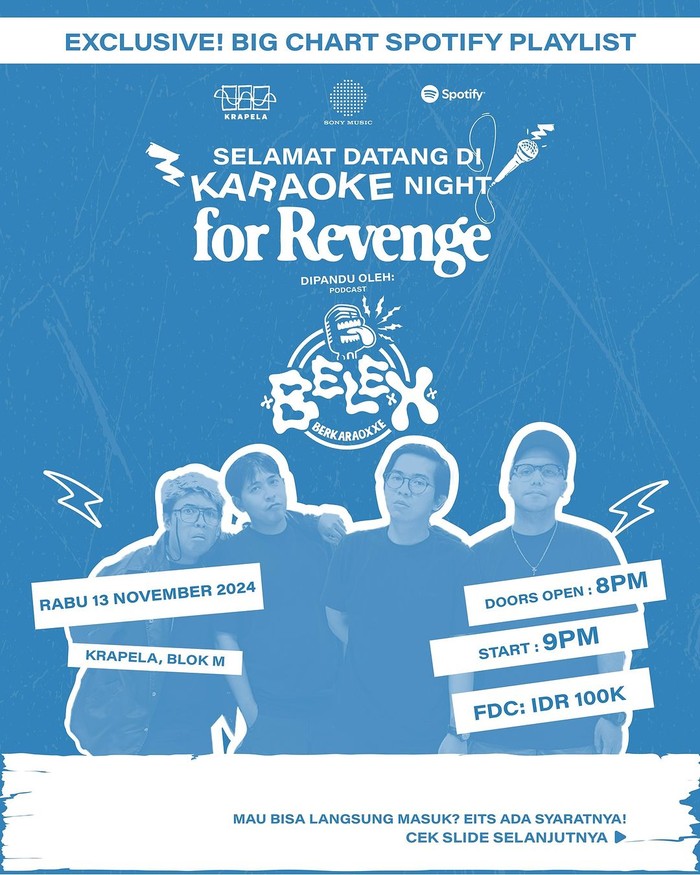 EXCLUSIVE! BIG CHART SPOTIFY PLAYLIST
KRAPELA
SONY MUSIC
Spotify
SELAMAT DATANG DI
KARAOKE NIGHT
for Revenge
DIPANDU OLEH:
PODCAST
BELEX
BERKARAOXXE
RABU 13 NOVEMBER 2024
KRAPELA, BLOK M
DOORS OPEN : 8PM
START : 9PM
FDC: IDR 100K
MAU BISA LANGSUNG MASUK? EITS ADA SYARATNYA!
CEK SLIDE SELANJUTNYA